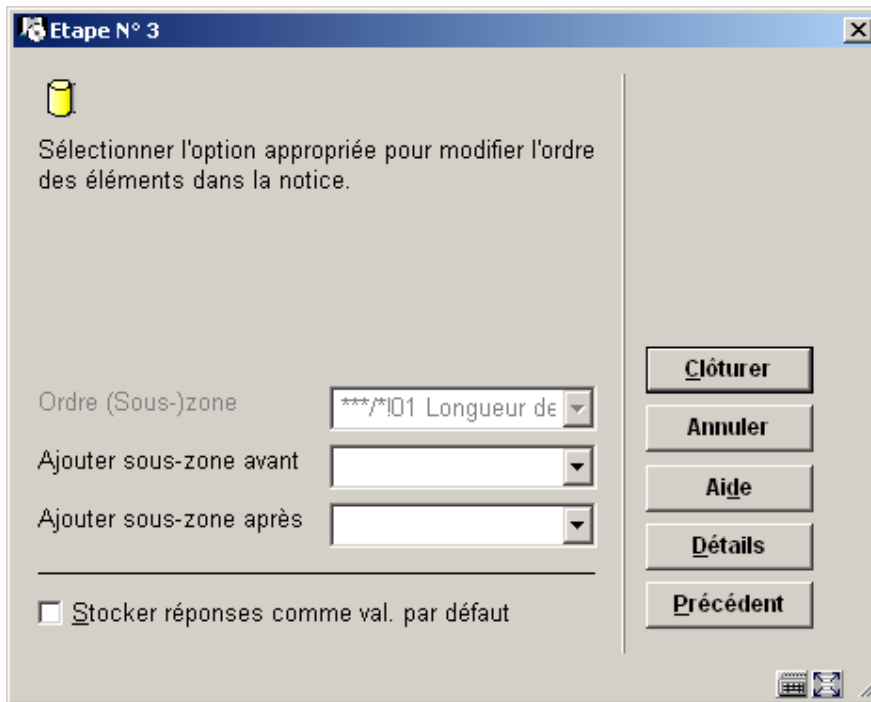 Etape N° 3
Sélectionner l'option appropriée pour modifier l'ordre
des éléments dans la notice.
Ordre (Sous-)zone
***/*!01 Longueur de
Ajouter sous-zone avant
Ajouter sous-zone après
Stocker réponses comme val. par défaut
Clôturer
Annuler
Aide
Détails
Précédent